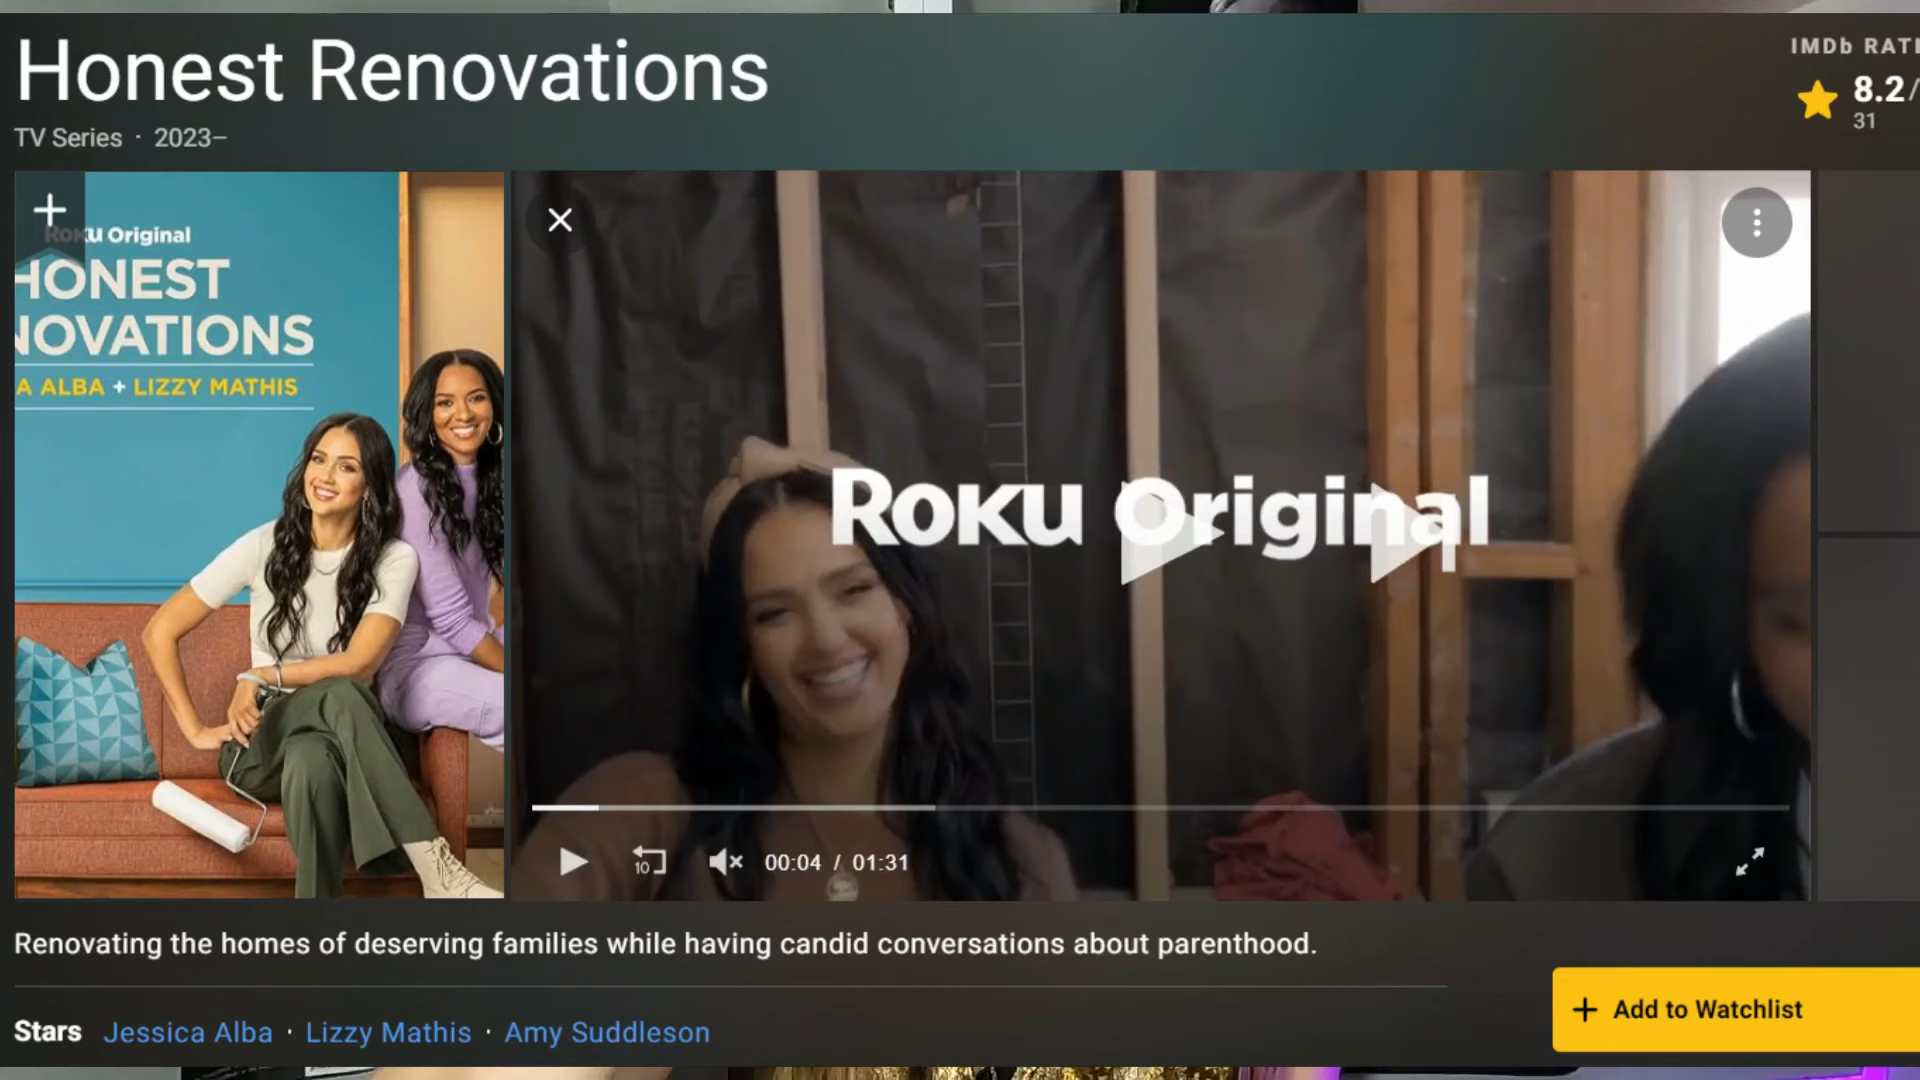 Honest Renovations
TV Series · 2023–
IMDb RATI
8.2/
31
Roku Original
HONEST
NOVATIONS
A ALBA + LIZZY MATHIS
Roku Original
10
00:04 / 01:31
Renovating the homes of deserving families while having candid conversations about parenthood.
Stars Jessica Alba · Lizzy Mathis · Amy Suddleson
+ Add to Watchlist